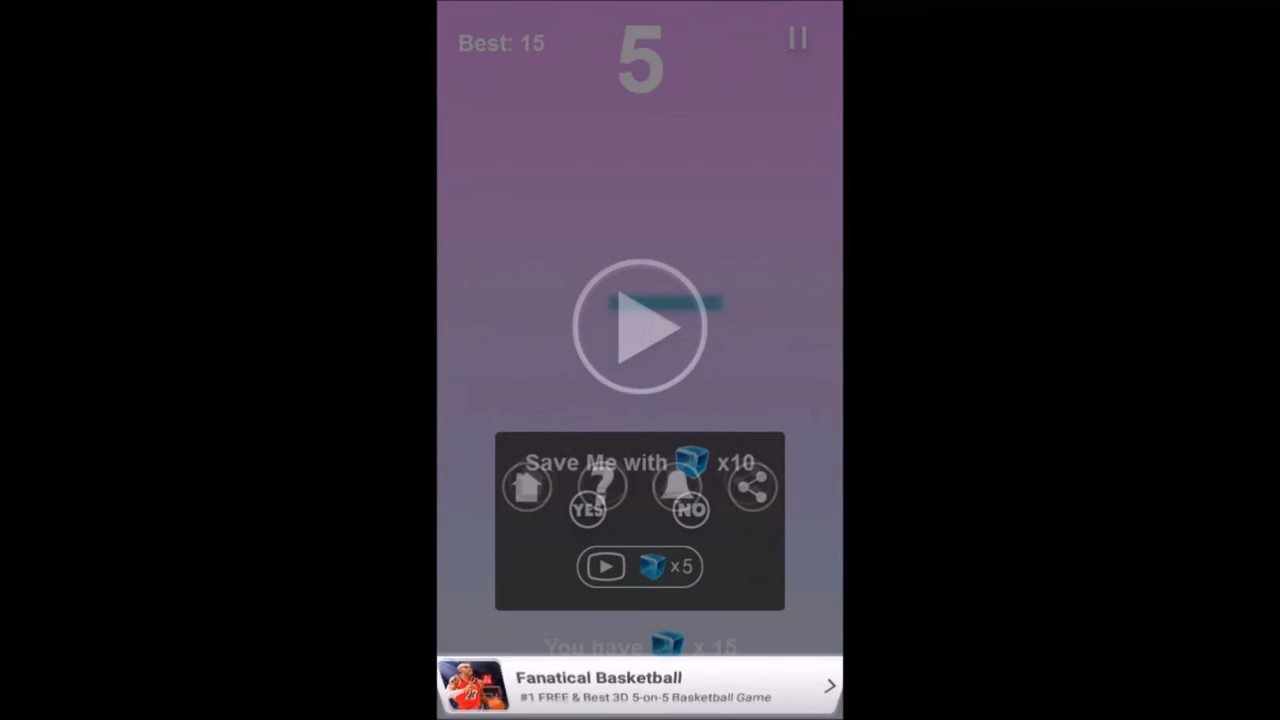 Best: 15
5
Save Me with x10
?
YES NO
x5
You have x 15
Fanatical Basketball
#1 FREE & Best 3D 5-on-5 Basketball Game
23